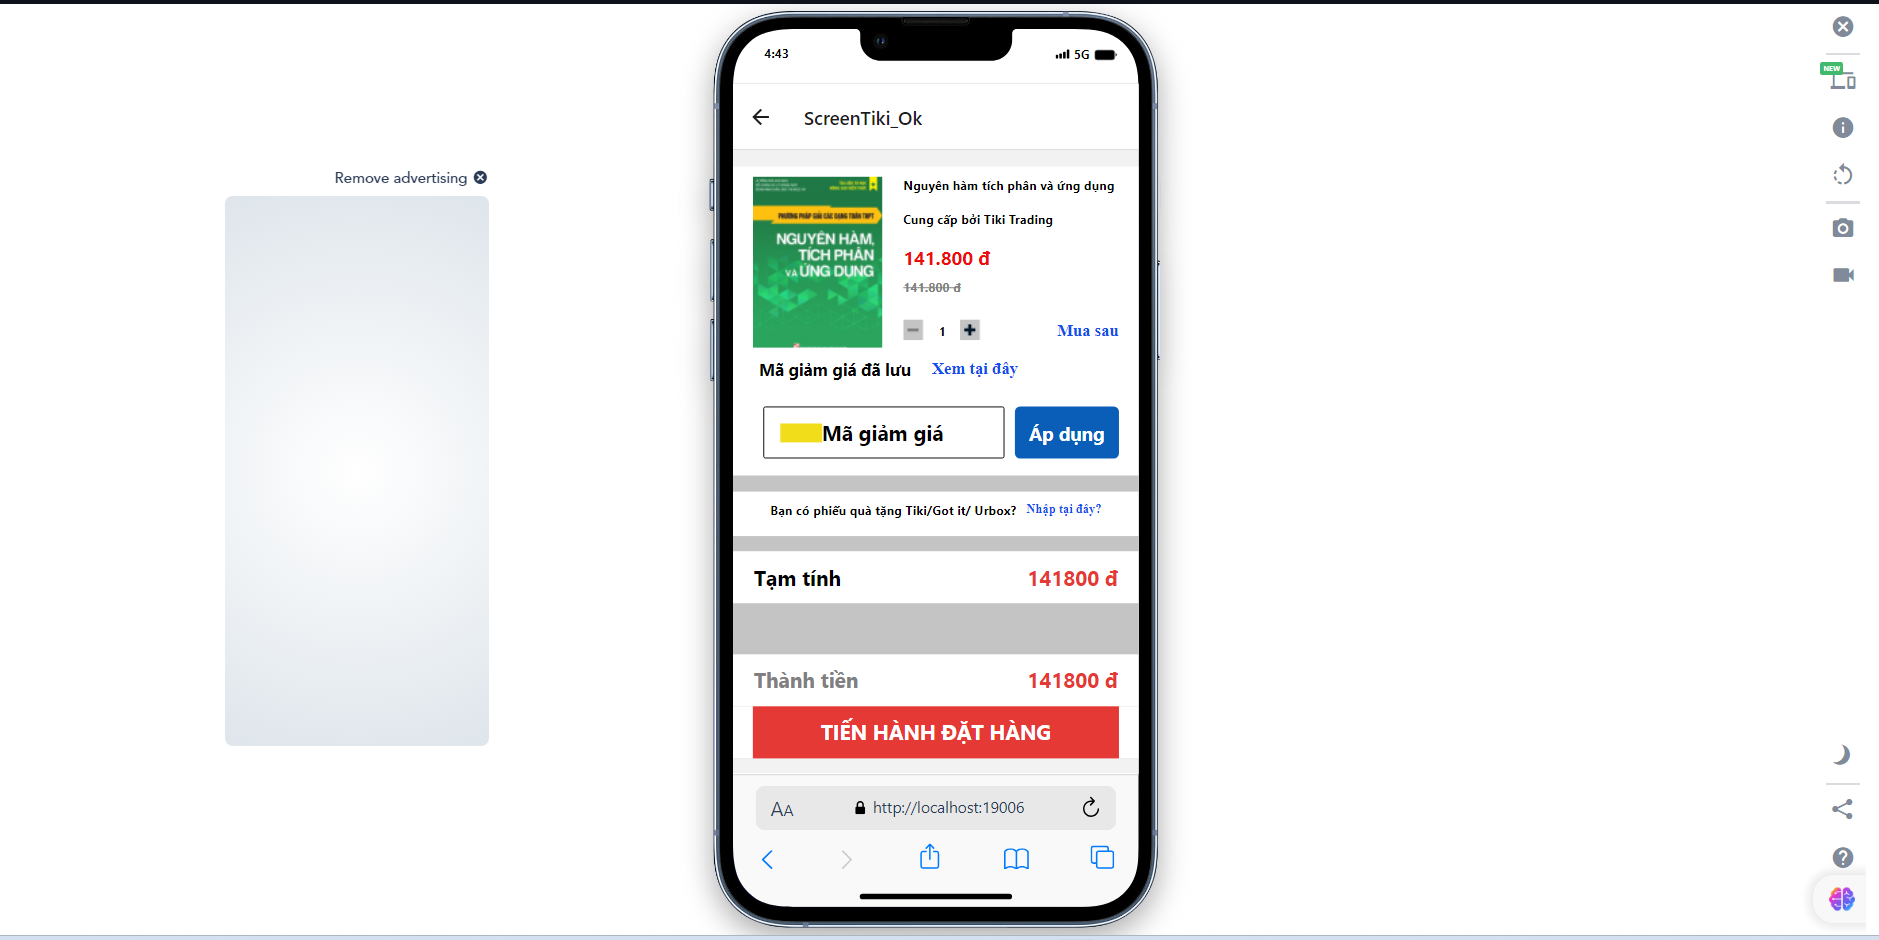 4:43
5G
NEW
ScreenTiki_Ok
Remove advertising
PHƯƠNG PHÁP GIẢI CÁC DẠNG TOÁN THPT
NGUYÊN HÀM,
TÍCH PHÂN
VÀ ỨNG DỤNG
Nguyên hàm tích phân và ứng dụng
Cung cấp bởi Tiki Trading
141.800 đ
141.800 đ
1
Mua sau
Mã giảm giá đã lưu Xem tại đây
Mã giảm giá
Áp dụng
Bạn có phiếu quà tặng Tiki/Got it/ Urbox? Nhập tại đây?
Tạm tính 141800 đ
Thành tiền 141800 đ
TIẾN HÀNH ĐẶT HÀNG
AA http://localhost:19006